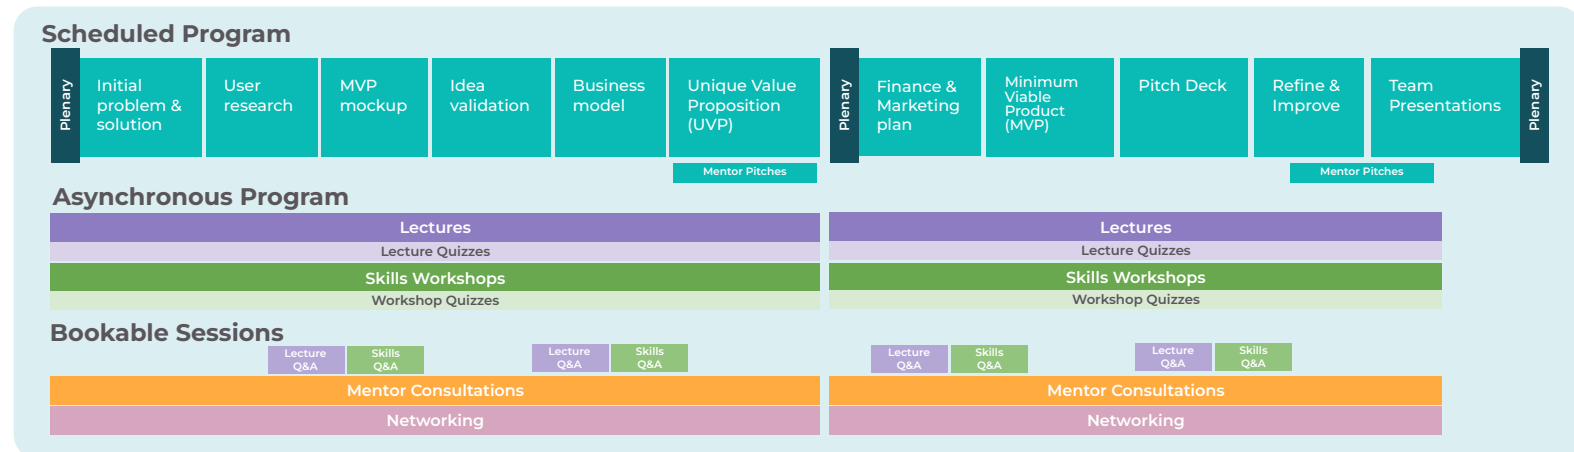 Scheduled Program
Plenary
Initial
problem &
solution
User
research
MVP
mockup
Idea
validation
Business
model
Unique Value
Proposition
(UVP)
Plenary
Finance &
Marketing
plan
Minimum
Viable
Product
(MVP)
Pitch Deck
Refine &
Improve
Team
Presentations
Plenary
Mentor Pitches
Mentor Pitches
Asynchronous Program
Lectures
Lectures
Lecture Quizzes
Lecture Quizzes
Skills Workshops
Skills Workshops
Workshop Quizzes
Workshop Quizzes
Bookable Sessions
Lecture
Q&A
Skills
Q&A
Lecture
Q&A
Skills
Q&A
Lecture
Q&A
Skills
Q&A
Lecture
Q&A
Skills
Q&A
Mentor Consultations
Mentor Consultations
Networking
Networking